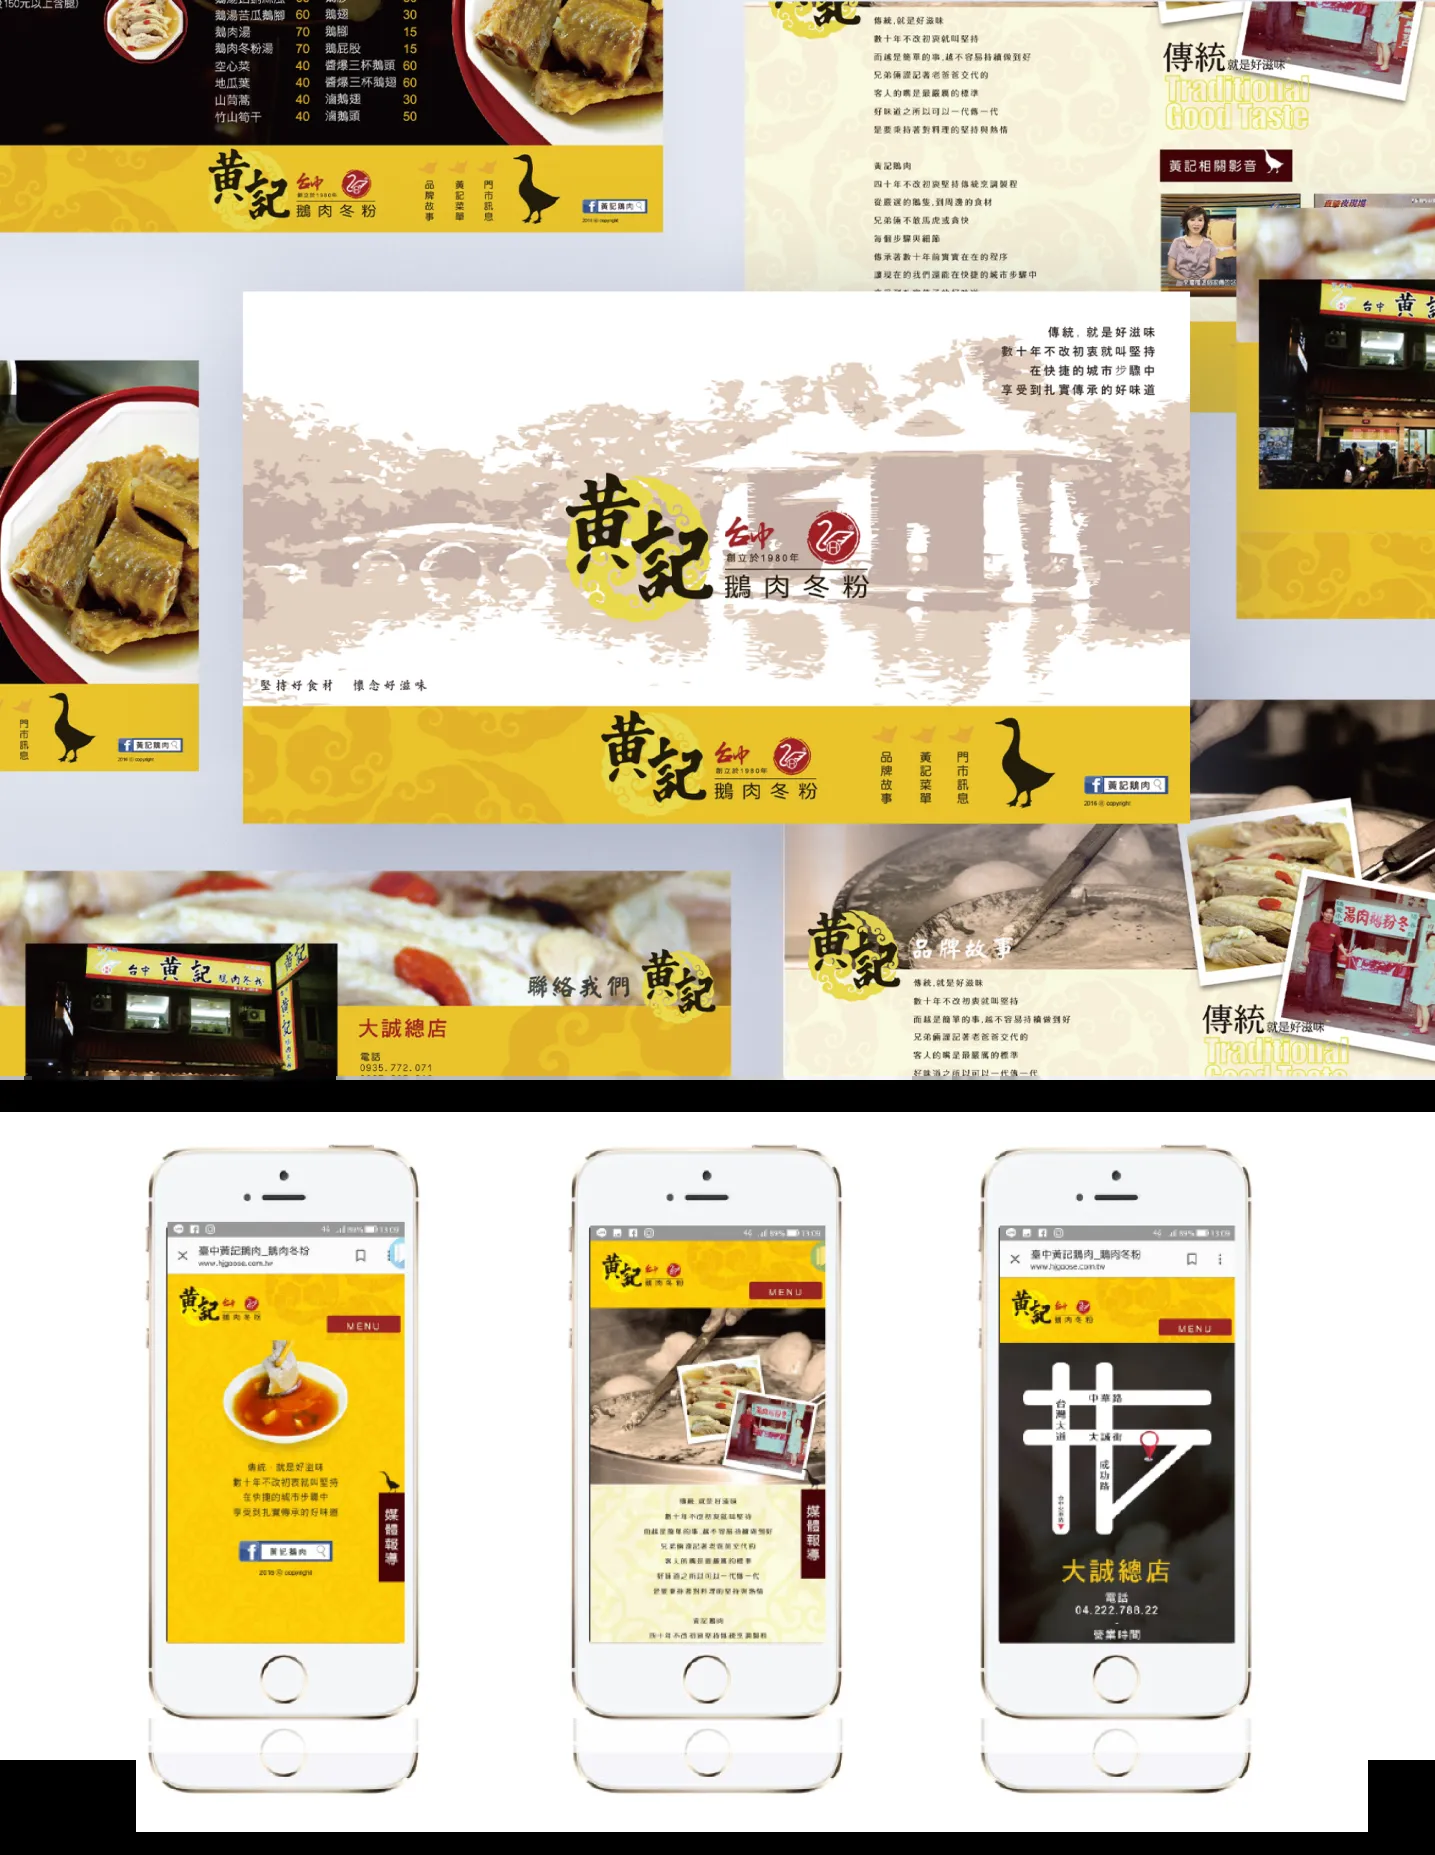 150元以上含腿)
鵝湯苦瓜鵝腳 60 鵝翅 30
鵝肉湯 70 鵝腳 15
鵝肉冬粉湯 70 鵝屁股 15
空心菜 40 醬爆三杯鵝頭 60
地瓜葉 40 醬爆三杯鵝翅 60
山茼蒿 40 滷鵝翅 30
竹山筍干 40 滷鵝頭 50
黃記
台中
創立於1980年
鵝肉冬粉
品牌故事
黃記菜單
門市訊息
黃記鵝肉
2016 ⓒ copyright
傳統,就是好滋味
數十年不改初衷就叫堅持
而越是簡單的事,越不容易持續做到好
兄弟倆謹記著老爸爸交代的
客人的嘴是最嚴厲的標準
好味道之所以可以一代傳一代
是要秉持著對料理的堅持與熱情
黃記鵝肉
四十年不改初衷堅持傳統烹調製程
從嚴選的鵝隻,到周邊的食材
兄弟倆不敢馬虎或貪快
每個步驟與細節
傳承著數十年前實實在在的程序
讓現在的我們還能在快捷的城市步驟中
傳統就是好滋味
Traditional
Good Taste
黃記相關影音
台中 黃記
傳統, 就是好滋味
數十年不改初衷就叫堅持
在快捷的城市步驟中
享受到扎實傳承的好味道
黃記
台中
創立於1980年
鵝肉冬粉
堅持好食材 懷念好滋味
黃記
台中
創立於1980年
鵝肉冬粉
品牌故事
黃記菜單
門市訊息
黃記鵝肉
2016 ⓒ copyright
門市訊息
黃記鵝肉
2016 ⓒ copyright
台中 黃記 鵝肉冬粉
聯絡我們
黃記
大誠總店
電話
0935.772.071
黃記
品牌故事
傳統,就是好滋味
數十年不改初衷就叫堅持
而越是簡單的事,越不容易持續做到好
兄弟倆謹記著老爸爸交代的
客人的嘴是最嚴厲的標準
好味道之所以可以一代傳一代
湯肉鵝粉冬
傳統就是好滋味
Traditional
Good Taste
4G 89% 13:09
臺中黃記鵝肉_鵝肉冬粉
www.hjgoose.com.tw
黃記
台中
鵝肉冬粉
MENU
傳統,就是好滋味
數十年不改初衷就叫堅持
在快捷的城市步驟中
享受到扎實傳承的好味道
黃記鵝肉
2016 ⓒ copyright
媒體報導
4G 89% 13:09
黃記
台中
鵝肉冬粉
MENU
傳統,就是好滋味
數十年不改初衷就叫堅持
而越是簡單的事,越不容易持續做到好
兄弟倆謹記著老爸爸交代的
客人的嘴是最嚴厲的標準
好味道之所以可以一代傳一代
是要秉持著對料理的堅持與熱情
黃記鵝肉
四十年不改初衷堅持傳統烹調製程
媒體報導
4G 89% 13:09
臺中黃記鵝肉_鵝肉冬粉
www.hjgoose.com.tw
黃記
台中
鵝肉冬粉
MENU
中華路
台灣大道
大誠街
成功路
大誠總店
電話
04.222.788.22
-
營業時間